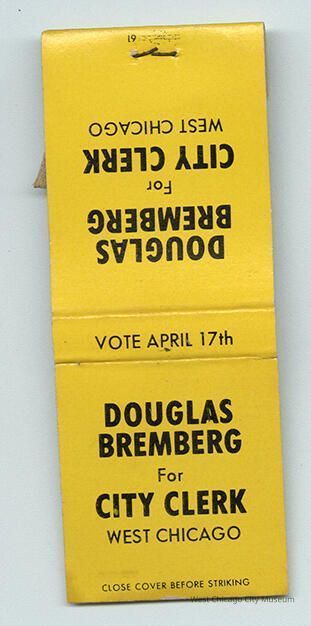 19
WEST CHICAGO
CITY CLERK
For
BREMBERG
DOUGLAS
VOTE APRIL 17th
DOUGLAS
BREMBERG
For
CITY CLERK
WEST CHICAGO
CLOSE COVER BEFORE STRIKING
West Chicago City Museum